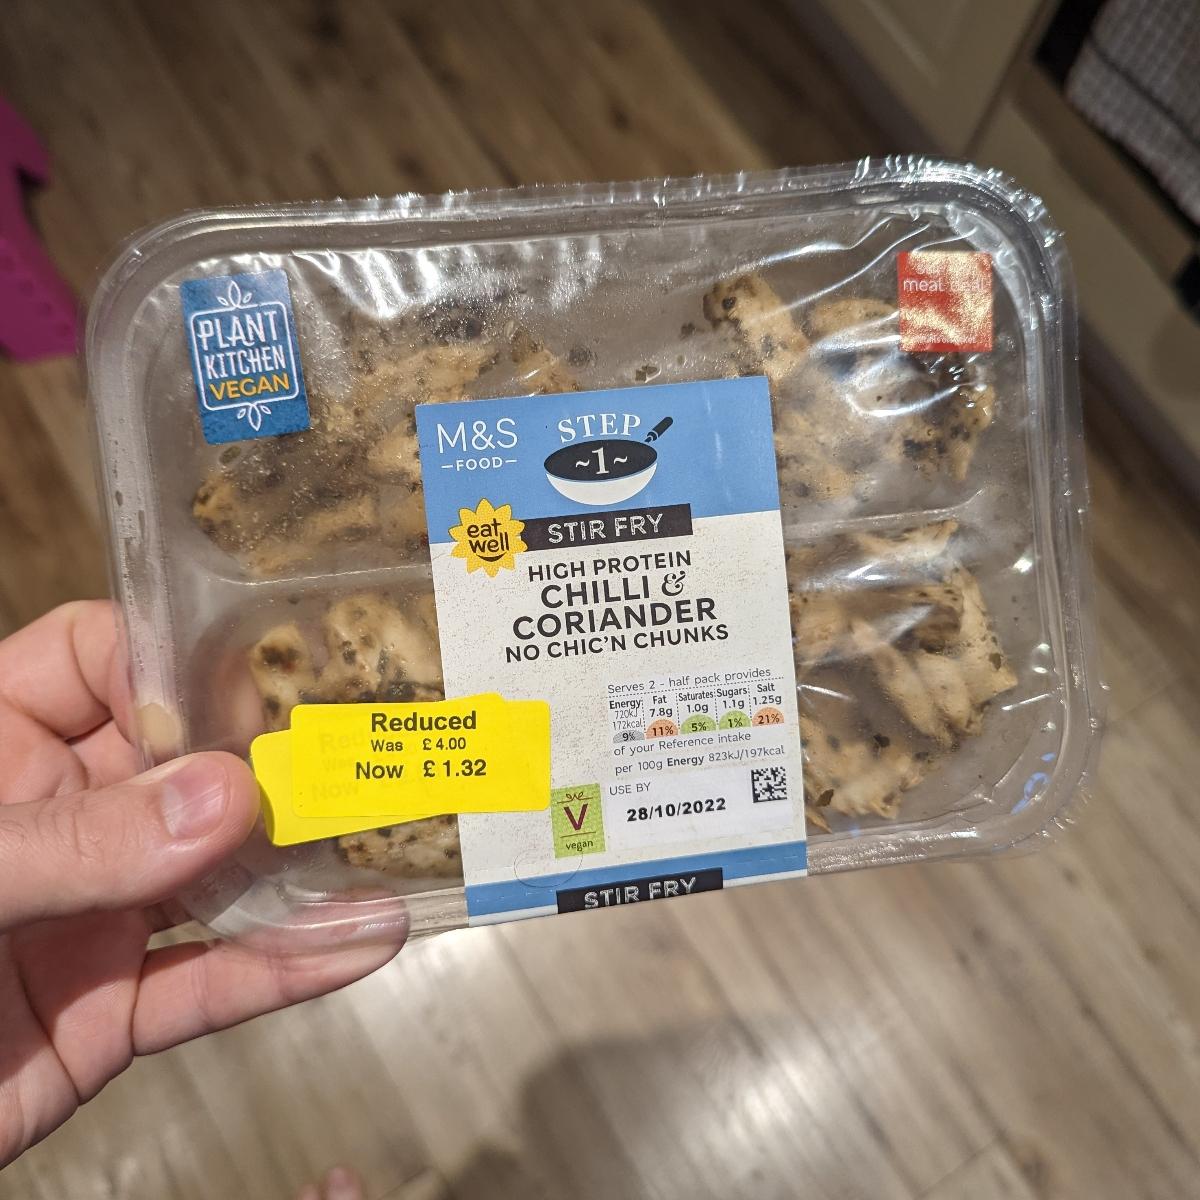 PLANT
KITCHEN
VEGAN
meal deal
M&S
—FOOD—
STEP
~1~
eat
well
STIR FRY
HIGH PROTEIN
CHILLI &
CORIANDER
NO CHIC'N CHUNKS
Serves 2 - half pack provides
Energy Fat Saturates Sugars Salt
720kJ 7.8g 1.0g 1.1g 1.25g
172kcal
9% 11% 5% 1% 21%
of your Reference intake
per 100g Energy 823kJ/197kcal
USE BY
28/10/2022
V
vegan
Reduced
Was £ 4.00
Now £ 1.32
STIR FRY